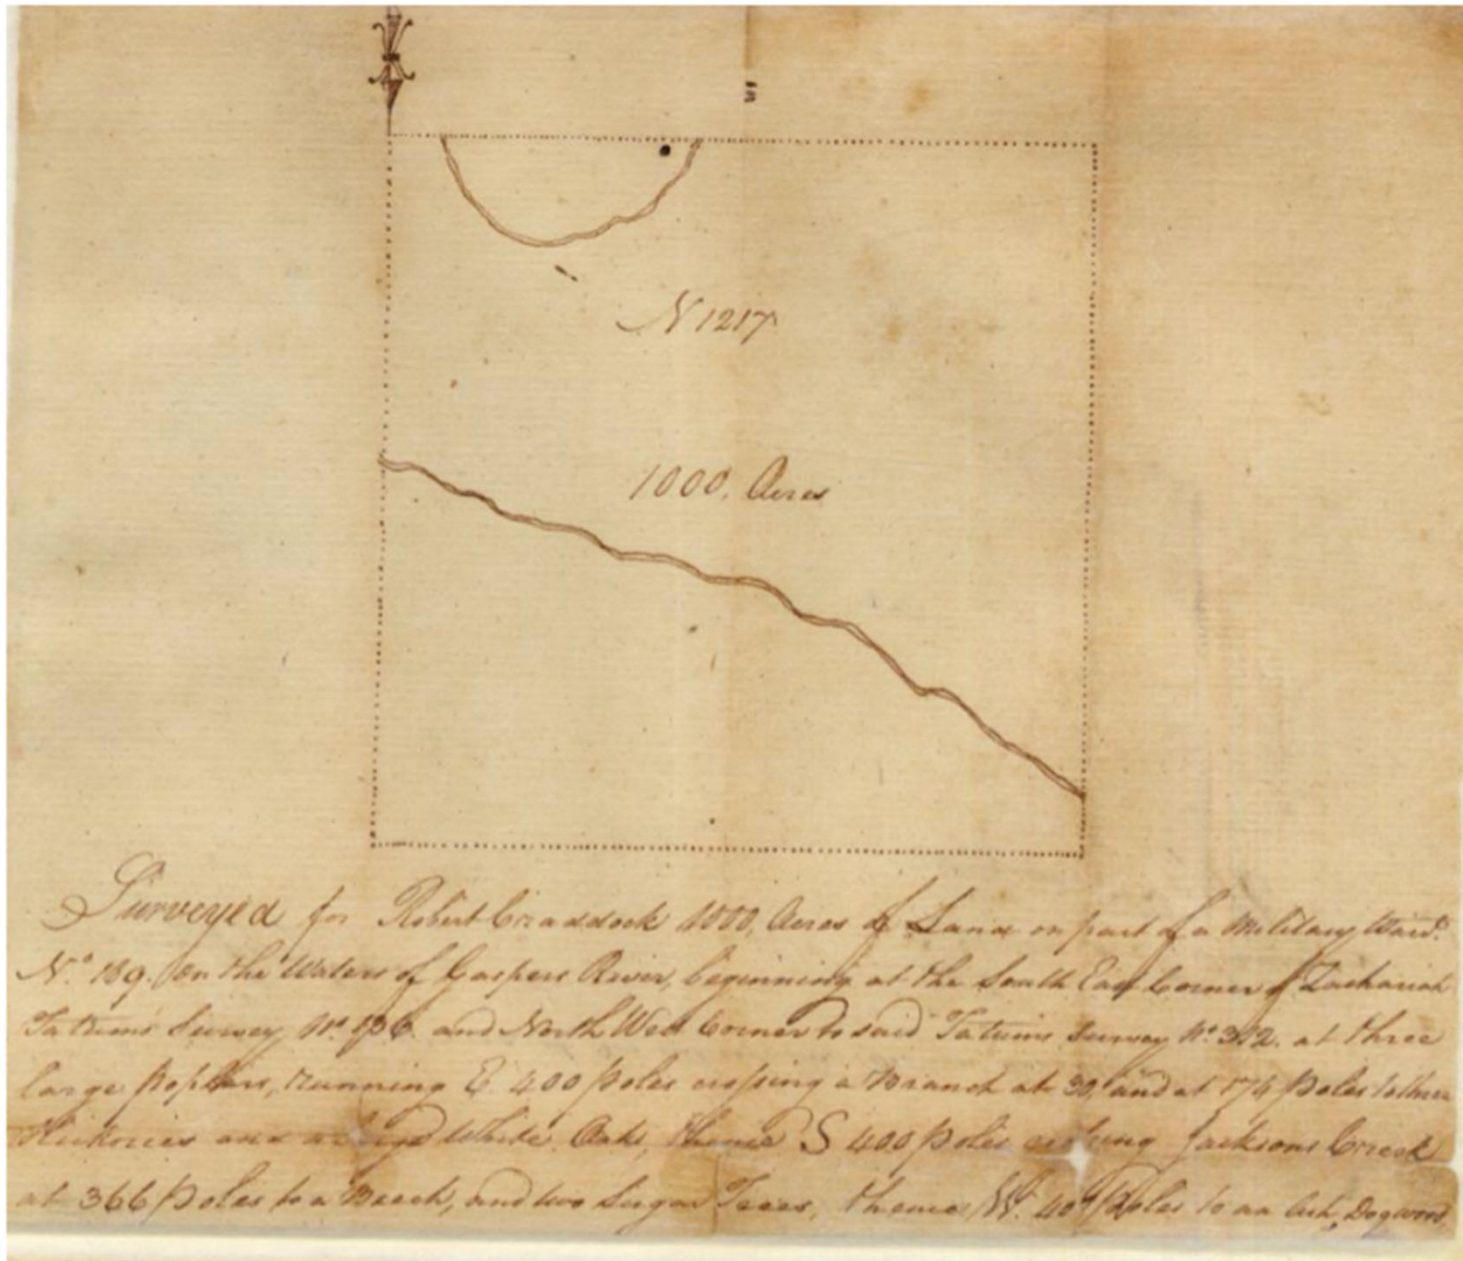 N 1217
1000. Acres
Surveyed for Robert Craddock 1000, Acres of Land on part of a Military Warrt.
No. 189. On the Waters of Gaspers River, beginning at the South East Corner of Zachariah
Tatums Survey No. and North West Corner to said Tatums Survey No. 312. at three
large poplars, running E. 400 poles crossing a Branch at 30, and at 174 poles to three
Hickories and a large White Oak, thence S 400 poles crossing Jacksons Creek
at 366 poles to a Beech, and two Sugar Trees, thence W. 400 poles to an Ash, Dogwood,